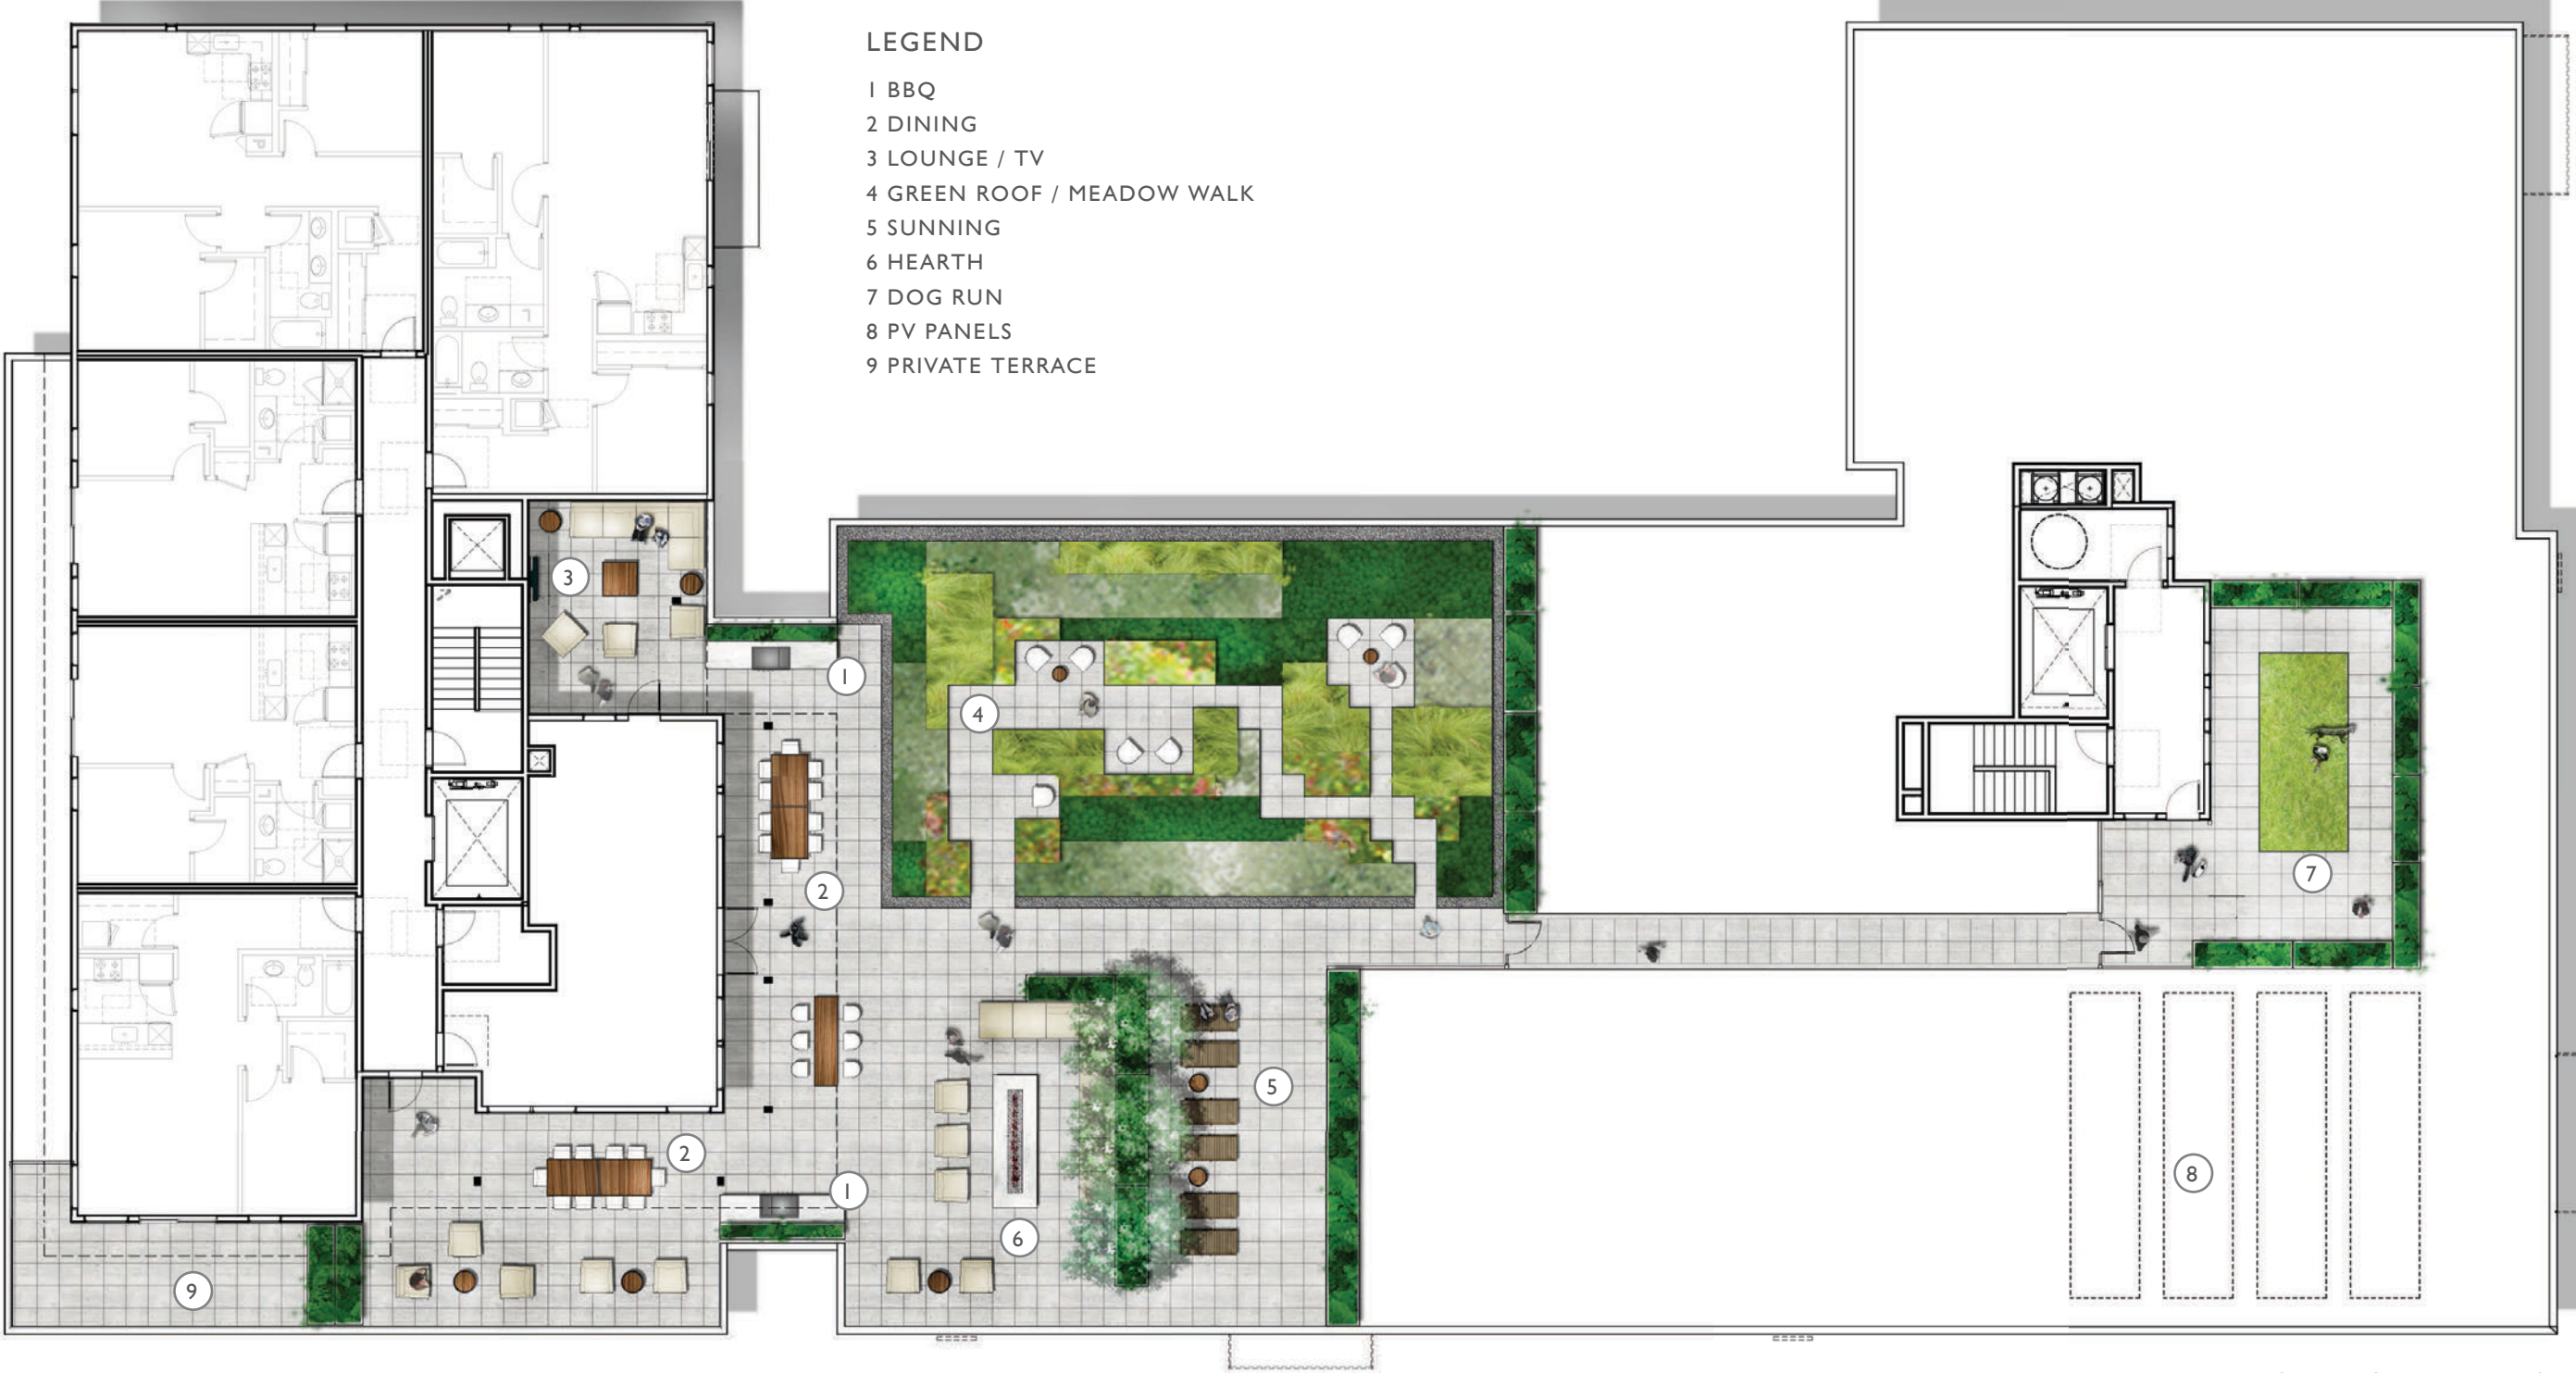 LEGEND
1 BBQ
2 DINING
3 LOUNGE / TV
4 GREEN ROOF / MEADOW WALK
5 SUNNING
6 HEARTH
7 DOG RUN
8 PV PANELS
9 PRIVATE TERRACE
3
1
4
2
7
5
2
8
1
6
9